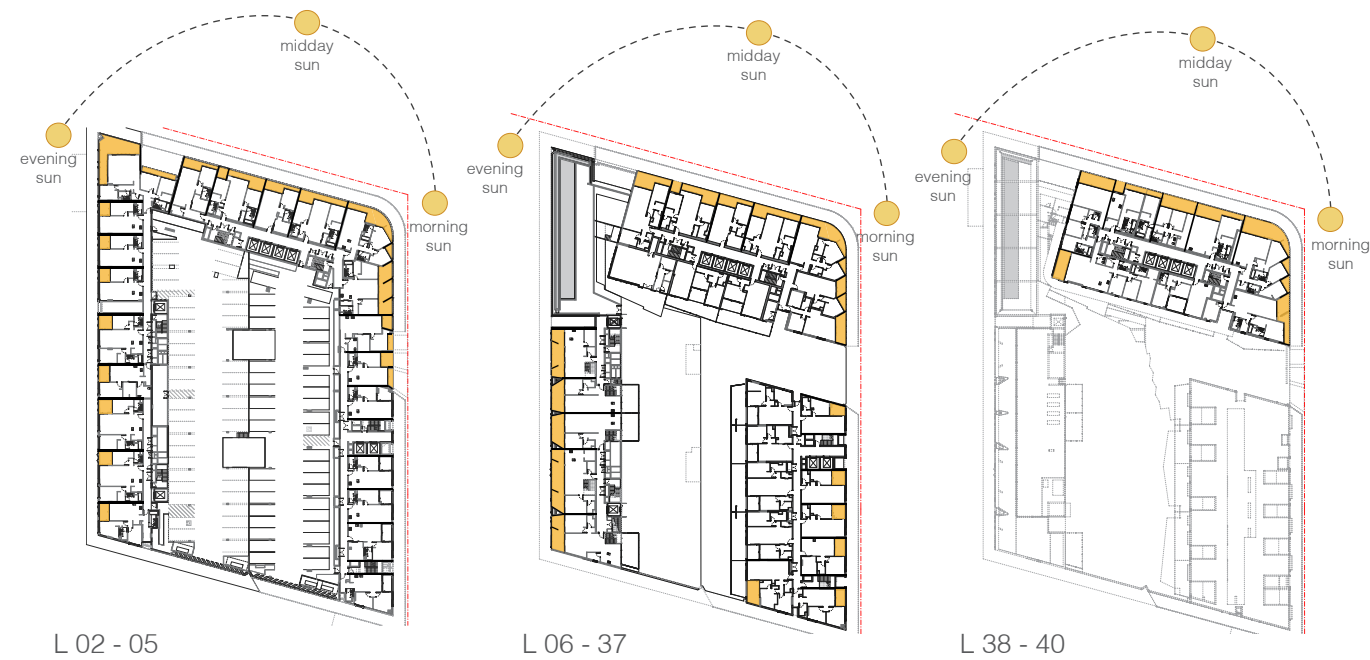 midday
sun
midday
sun
midday
sun
evening
sun
evening
sun
evening
sun
morning
sun
morning
sun
morning
sun
L 02 - 05
L 06 - 37
L 38 - 40